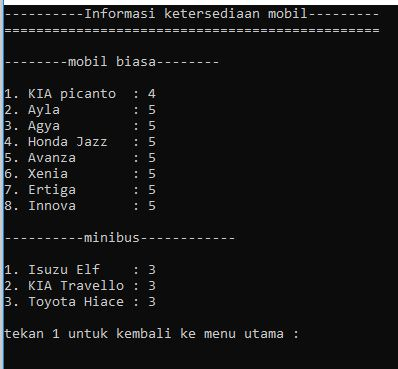 ----------Informasi ketersediaan mobil---------
===============================================
--------mobil biasa--------
1. KIA picanto  : 4
2. Ayla         : 5
3. Agya         : 5
4. Honda Jazz   : 5
5. Avanza       : 5
6. Xenia        : 5
7. Ertiga       : 5
8. Innova       : 5
----------minibus------------
1. Isuzu Elf    : 3
2. KIA Travello : 3
3. Toyota Hiace : 3
tekan 1 untuk kembali ke menu utama :